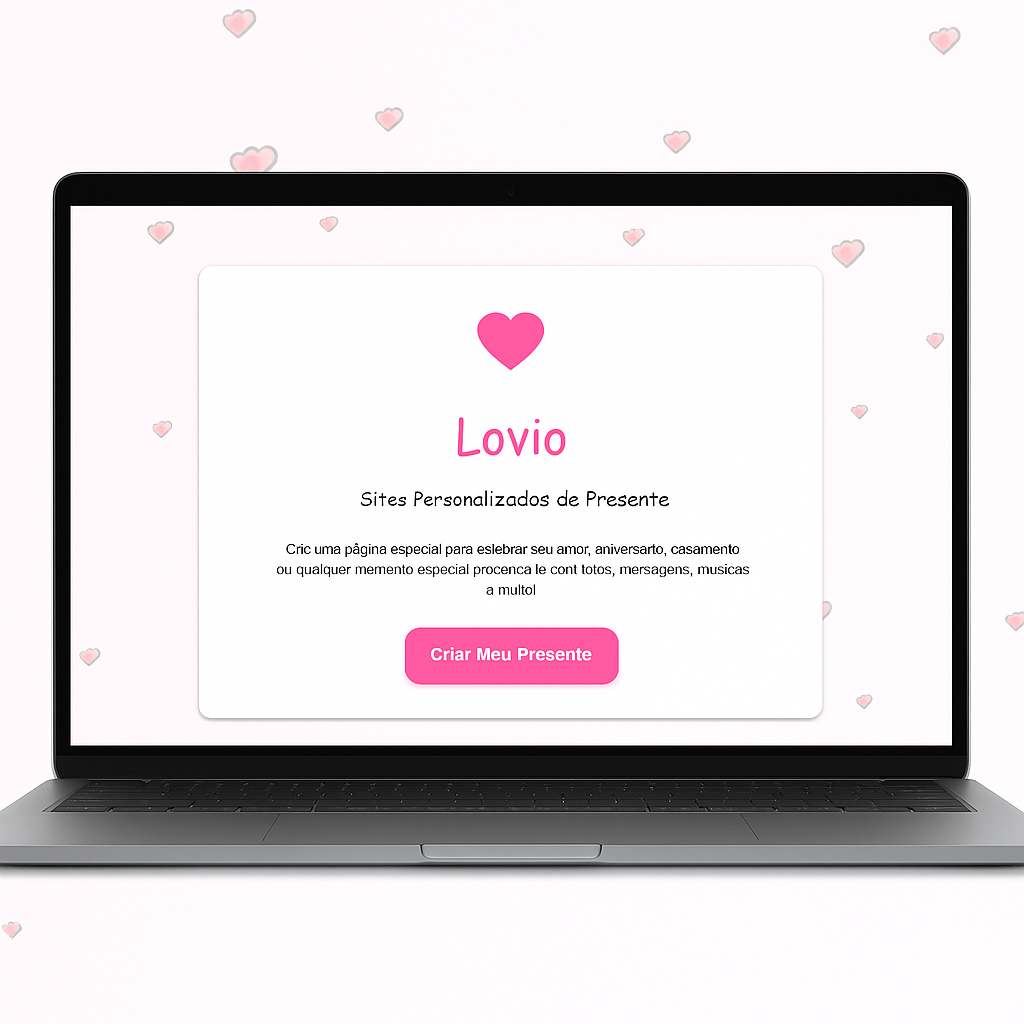 Lovio
Sites Personalizados de Presente
Cric uma página especial para eslebrar seu amor, aniversarto, casamento
ou qualquer memento especial procenca le cont totos, mersagens, musicas
a multol
Criar Meu Presente